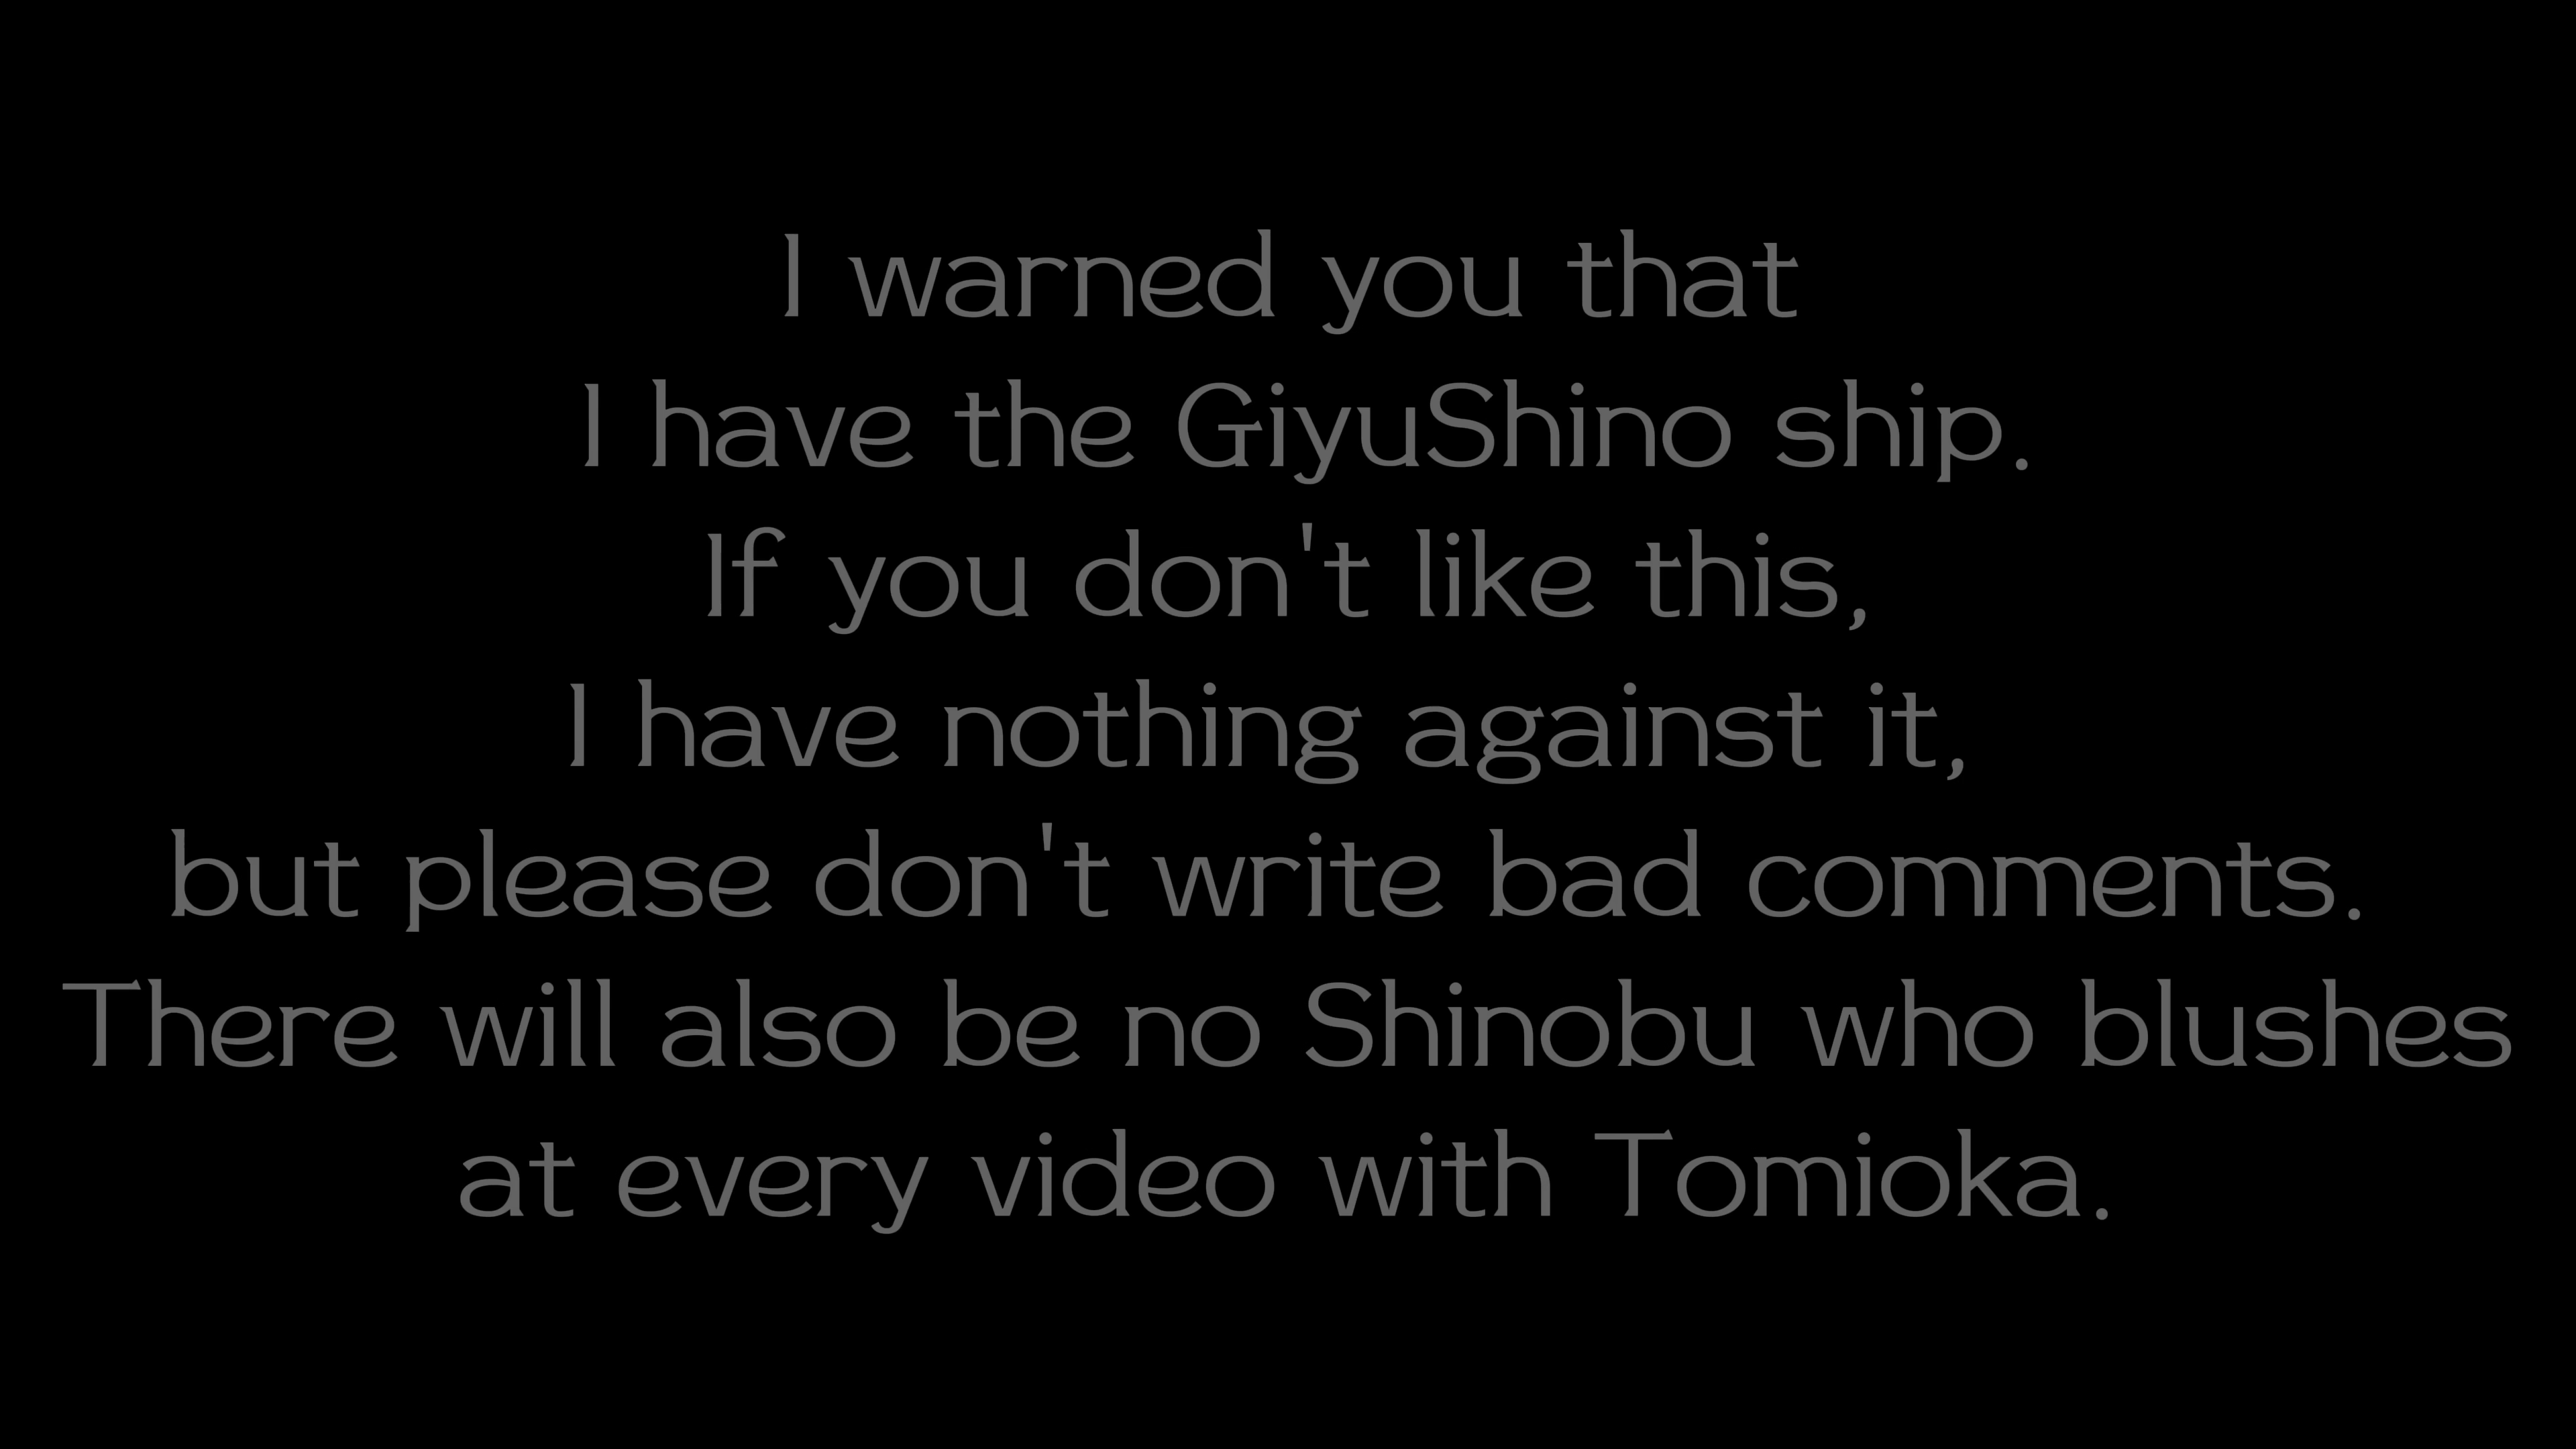 I warned you that
I have the GiyuShino ship.
If you don't like this,
I have nothing against it,
but please don't write bad comments.
There will also be no Shinobu who blushes
at every video with Tomioka.